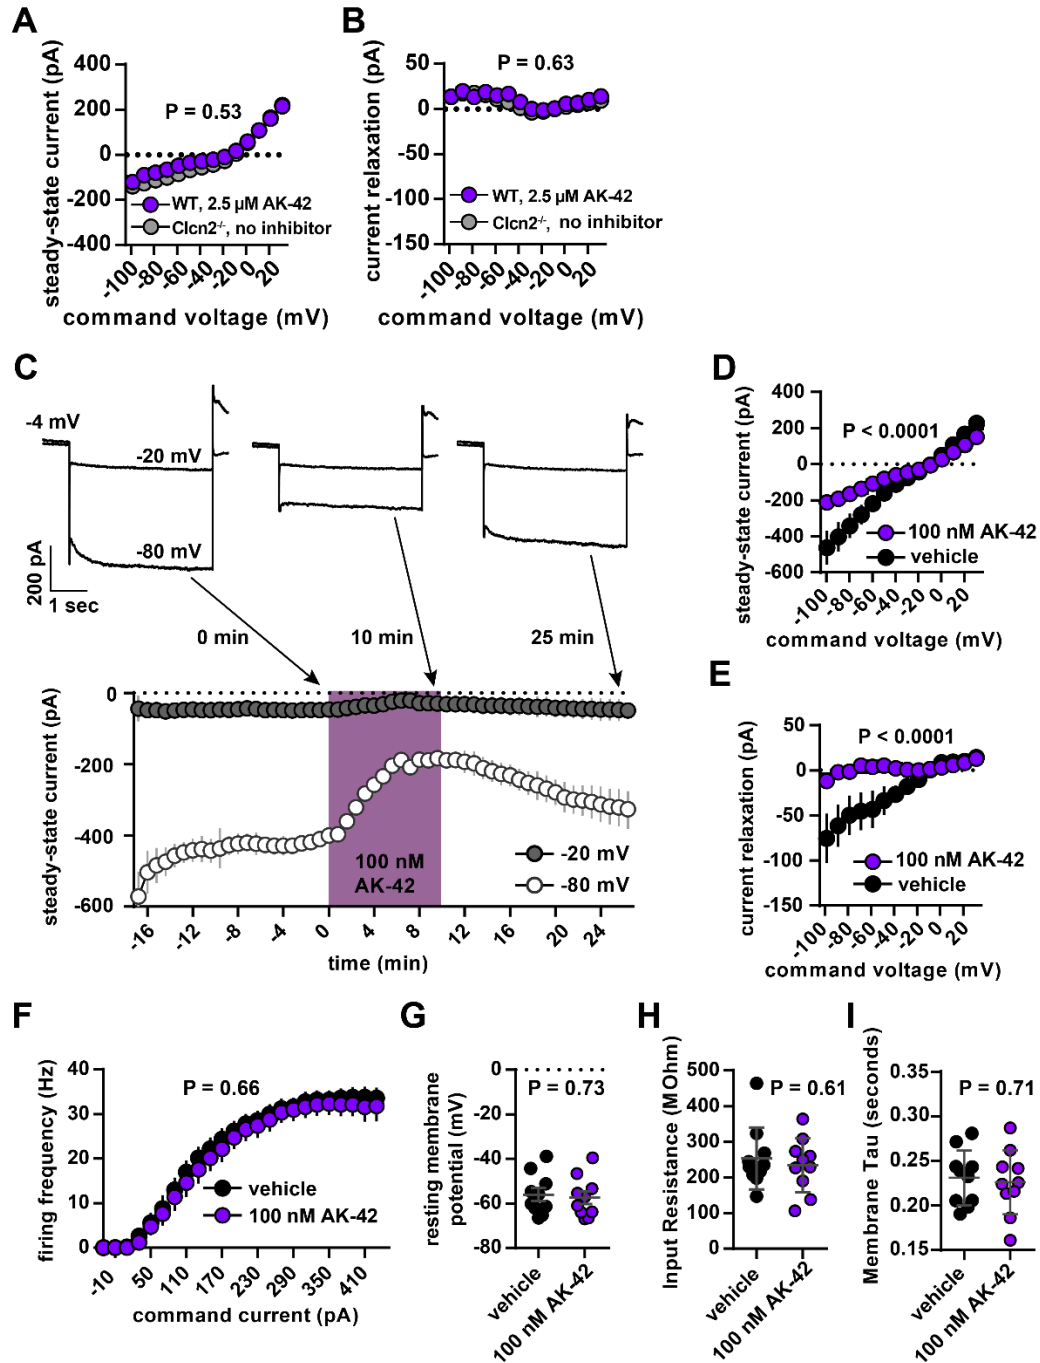 A
steady-state current (pA)
400
200
0
-200
-400
P = 0.53
WT, 2.5 µM AK-42
Clcn2-/-, no inhibitor
-100 -80 -60 -40 -20 0 20
command voltage (mV)
B
current relaxation (pA)
50
0
-50
-100
-150
P = 0.63
WT, 2.5 µM AK-42
Clcn2-/-, no inhibitor
-100 -80 -60 -40 -20 0 20
command voltage (mV)
C
-4 mV
-20 mV
-80 mV
200 pA
1 sec
0 min
10 min
25 min
steady-state current (pA)
0
-200
-400
-600
100 nM
AK-42
-20 mV
-80 mV
-16 -12 -8 -4 0 4 8 12 16 20 24
time (min)
D
steady-state current (pA)
400
200
0
-200
-400
-600
P < 0.0001
100 nM AK-42
vehicle
-100 -80 -60 -40 -20 0 20
command voltage (mV)
E
current relaxation (pA)
50
0
-50
-100
-150
P < 0.0001
100 nM AK-42
vehicle
-100 -80 -60 -40 -20 0 20
command voltage (mV)
F
firing frequency (Hz)
40
30
20
10
0
P = 0.66
vehicle
100 nM AK-42
-10 50 110 170 230 290 350 410
command current (pA)
G
resting membrane
potential (mV)
0
-20
-40
-60
-80
P = 0.73
vehicle
100 nM AK-42
H
Input Resistance (MOhm)
500
400
300
200
100
0
P = 0.61
vehicle
100 nM AK-42
I
Membrane Tau (seconds)
0.35
0.30
0.25
0.20
0.15
P = 0.71
vehicle
100 nM AK-42